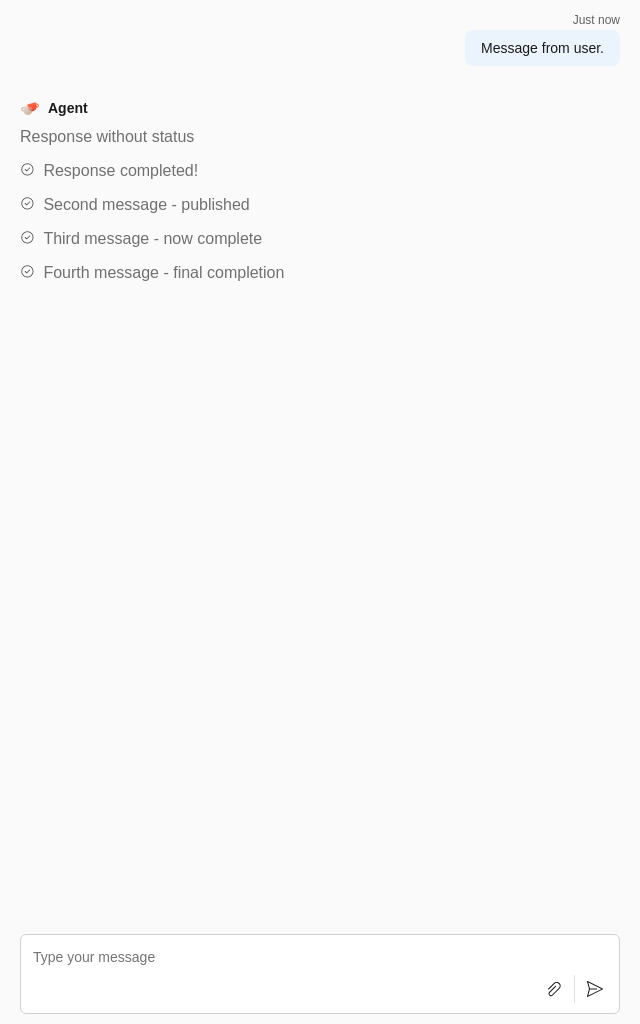 Just now
Message from user.
Agent
Response without status
Response completed!
Second message - published
Third message - now complete
Fourth message - final completion
Type your message